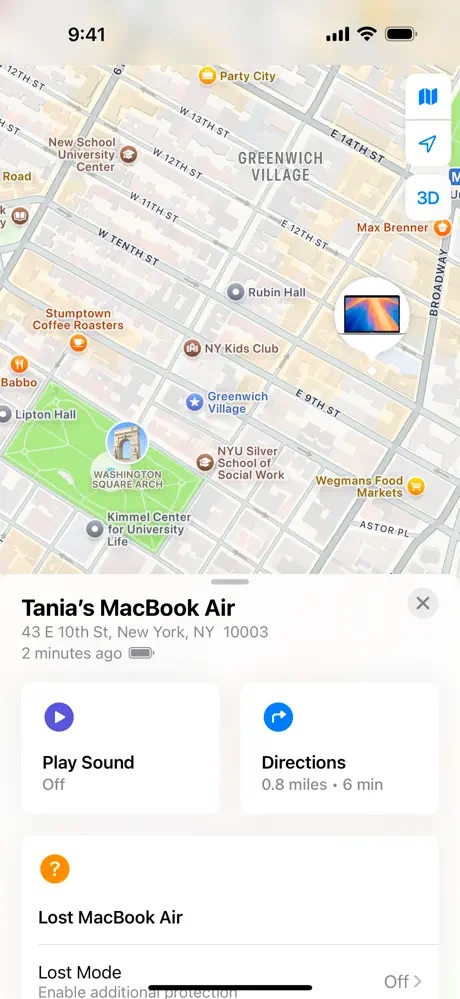 9:41
Party City
12TH ST.
W 13TH ST.
E 14TH ST.
New School
University
Center
W 12TH ST.
GREENWICH
VILLAGE
Road
3D
W 11TH ST.
Max Brenner
E 12TH ST.
W TENTH ST.
BROADWAY
Rubin Hall
Stumptown
Coffee Roasters
NY Kids Club
Babbo
Greenwich
Village
E 9TH ST.
Lipton Hall
NYU Silver
School of
Social Work
WASHINGTON
SQUARE ARCH
Wegmans Food
Markets
Kimmel Center
for University
Life
ASTOR PL
Tania’s MacBook Air
43 E 10th St, New York, NY 10003
2 minutes ago
Play Sound
Off
Directions
0.8 miles • 6 min
?
Lost MacBook Air
Lost Mode
Off
Enable additional protection